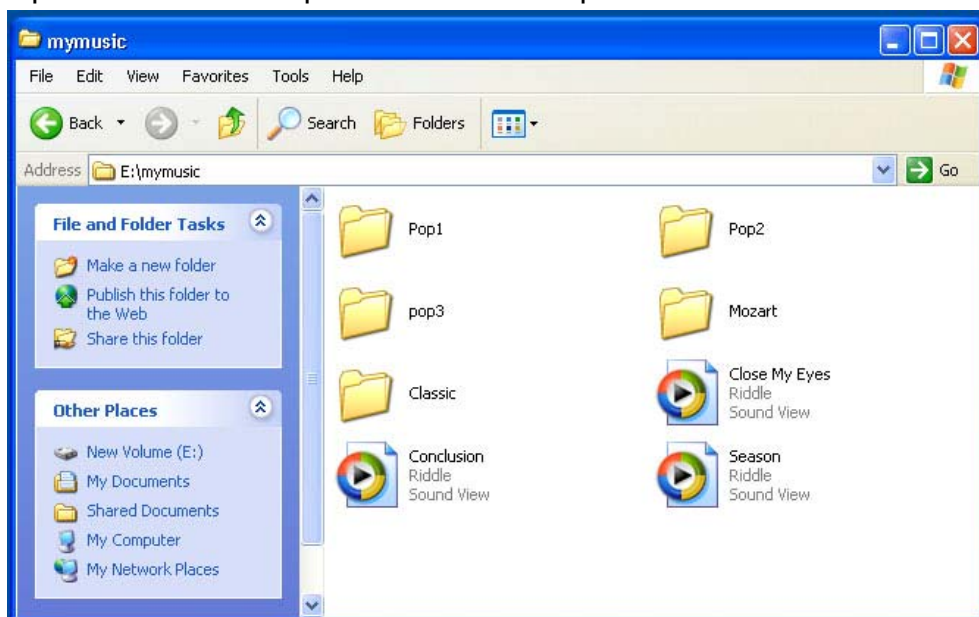 mymusic
File Edit View Favorites Tools Help
Back Search Folders
Address E:\mymusic Go
File and Folder Tasks
Make a new folder
Publish this folder to
the Web
Share this folder
Other Places
New Volume (E:)
My Documents
Shared Documents
My Computer
My Network Places
Pop1
Pop2
pop3
Mozart
Classic
Close My Eyes
Riddle
Sound View
Conclusion
Riddle
Sound View
Season
Riddle
Sound View